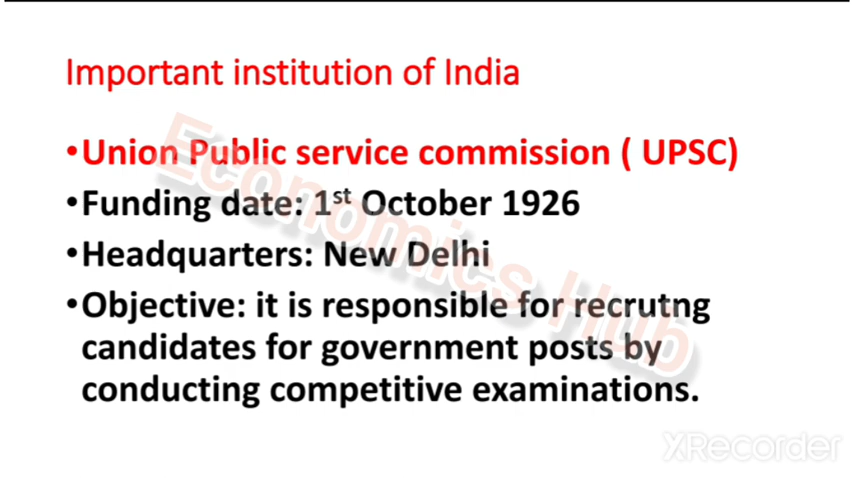 Important institution of India
•Union Public service commission ( UPSC)
•Funding date: 1st October 1926
•Headquarters: New Delhi
•Objective: it is responsible for recrutng
candidates for government posts by
conducting competitive examinations.
Economics Hub
XRecorder